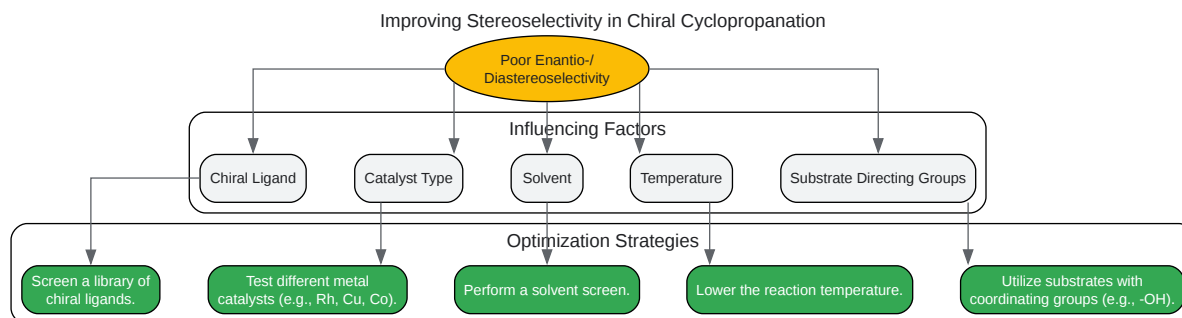 Improving Stereoselectivity in Chiral Cyclopropanation
Poor Enantio-/
Diastereoselectivity
Influencing Factors
Chiral Ligand
Catalyst Type
Solvent
Temperature
Substrate Directing Groups
Optimization Strategies
Screen a library of
chiral ligands.
Test different metal
catalysts (e.g., Rh, Cu, Co).
Perform a solvent screen.
Lower the reaction temperature.
Utilize substrates with
coordinating groups (e.g., -OH).